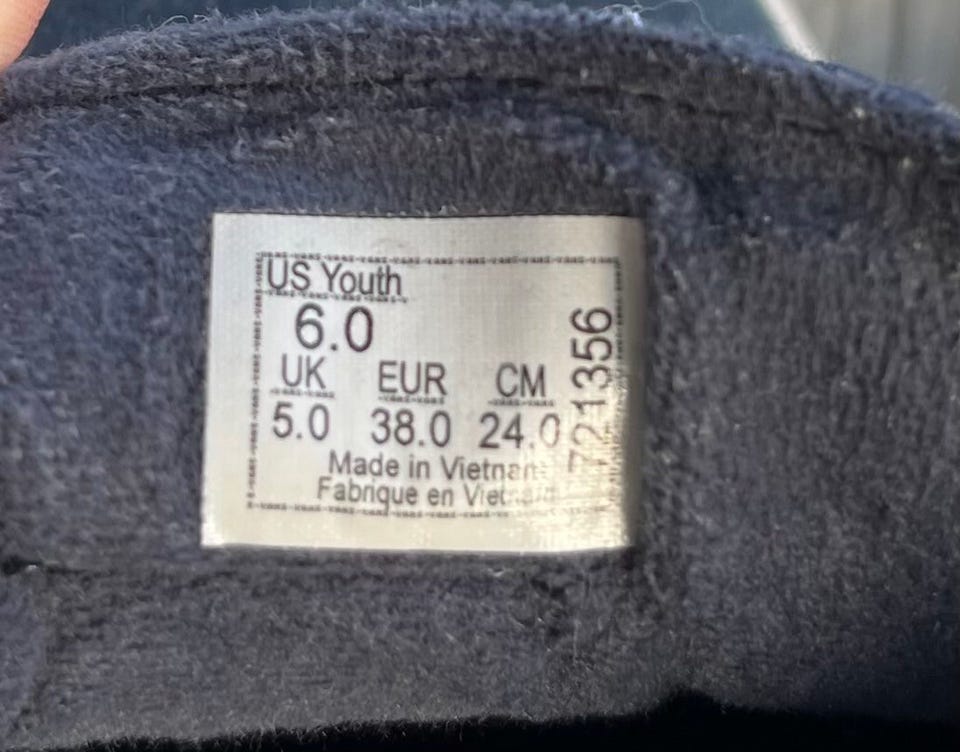 US Youth
6.0
UK EUR CM
5.0 38.0 24.0
Made in Vietnam
Fabrique en Vietnam
721356